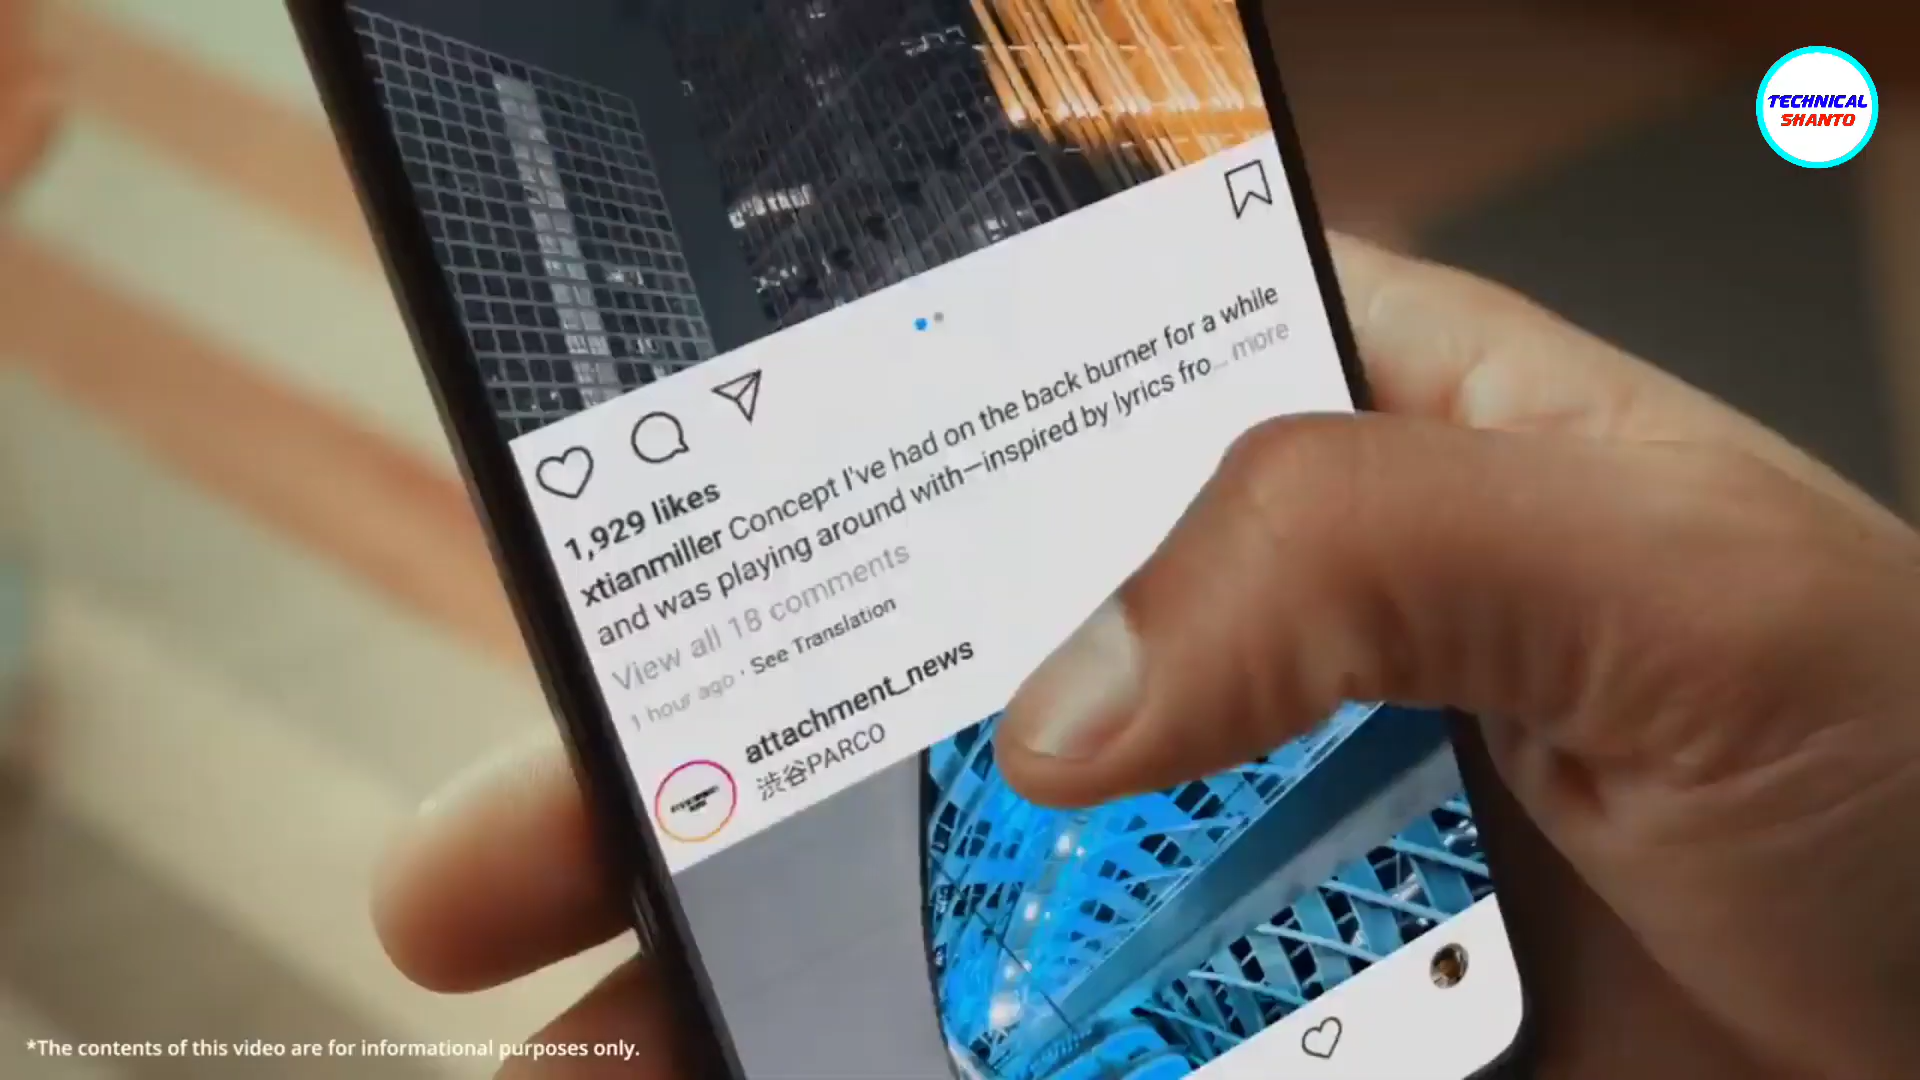 TECHNICAL
SHANTO
1,929 likes
xtianmiller Concept I've had on the back burner for a while
and was playing around with—inspired by lyrics fro... more
View all 18 comments
1 hour ago · See Translation
attachment_news
渋谷PARCO
*The contents of this video are for informational purposes only.